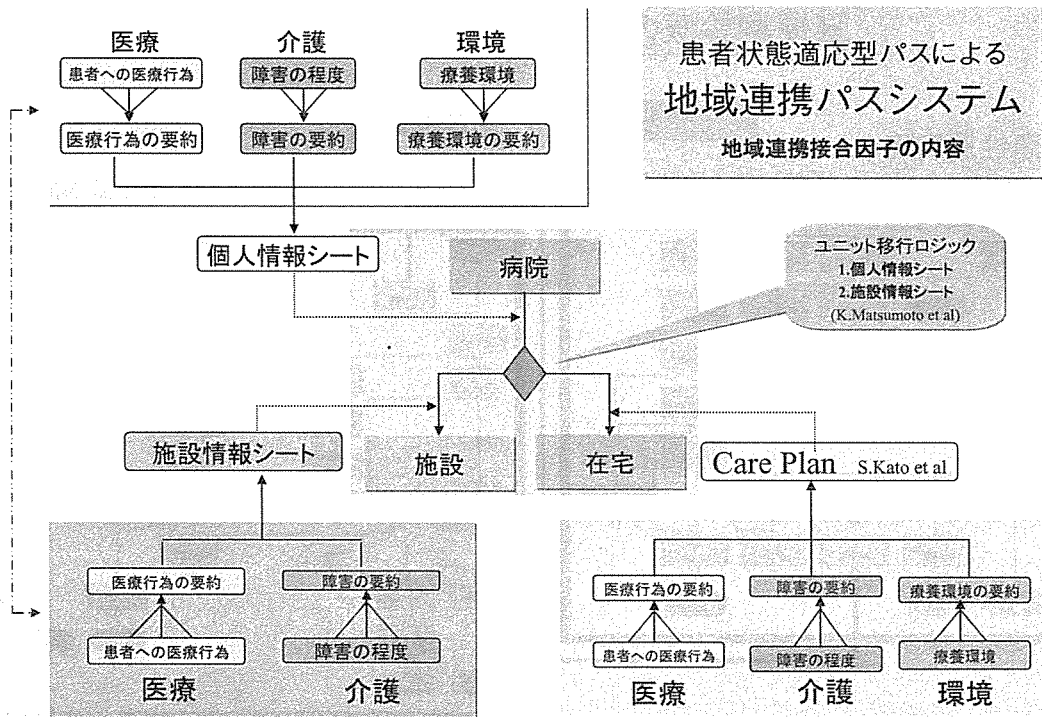 医療
介護
環境
患者への医療行為
障害の程度
療養環境
医療行為の要約
障害の要約
療養環境の要約
患者状態適応型パスによる
地域連携パスシステム
地域連携接合因子の内容
個人情報シート
病院
ユニット移行ロジック
1.個人情報シート
2.施設情報シート
(K.Matsumoto et al)
施設情報シート
施設
在宅
Care Plan S.Kato et al
医療行為の要約
障害の要約
患者への医療行為
障害の程度
医療
介護
医療行為の要約
障害の要約
療養環境の要約
患者への医療行為
障害の程度
療養環境
医療
介護
環境